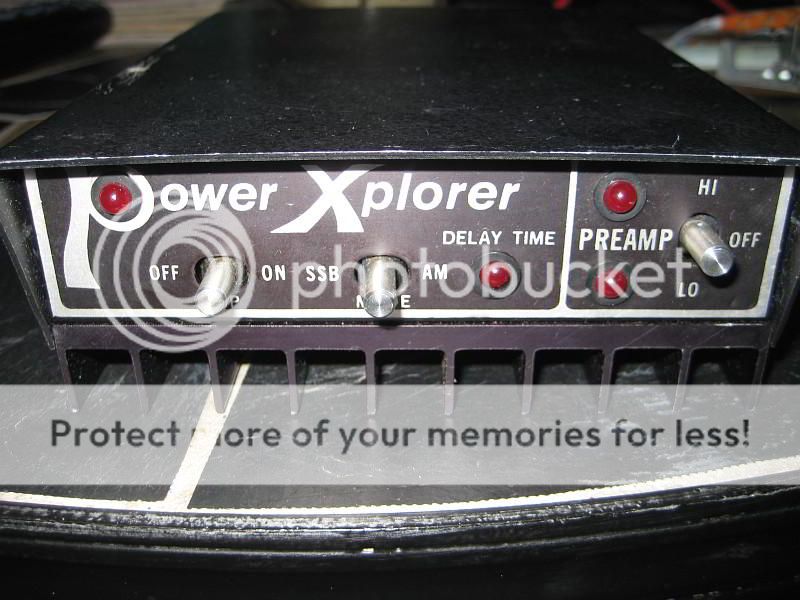 Power Xplorer
HI
DELAY TIME
PREAMP
OFF
OFF ON SSB AM
LO
photobucket
Protect more of your memories for less!